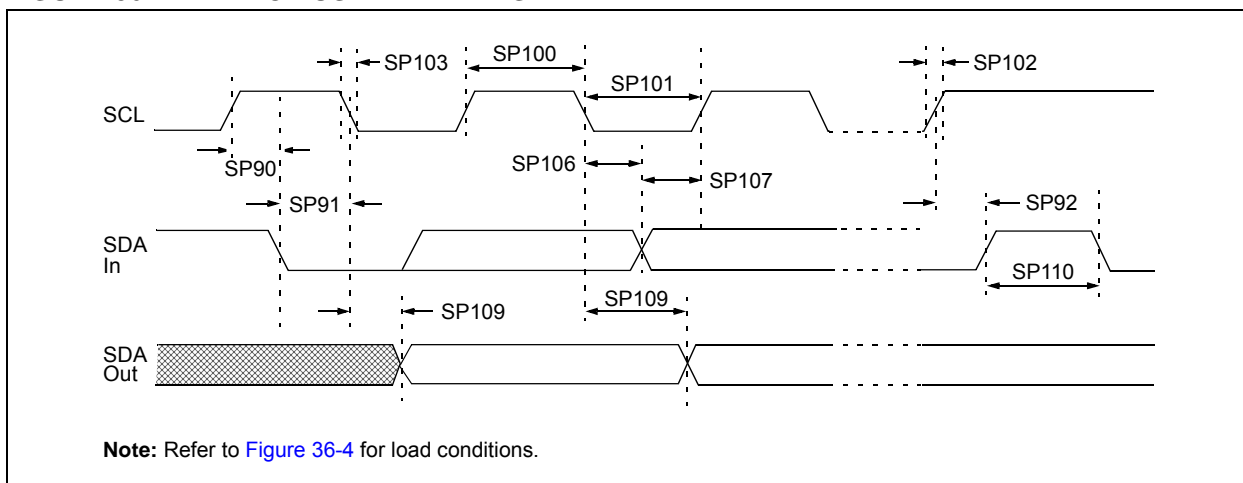 SP103
SP100
SP102
SCL
SP101
SP90
SP106
SP107
SP91
SP92
SDA
In
SP110
SP109
SP109
SDA
Out
Note: Refer to Figure 36-4 for load conditions.